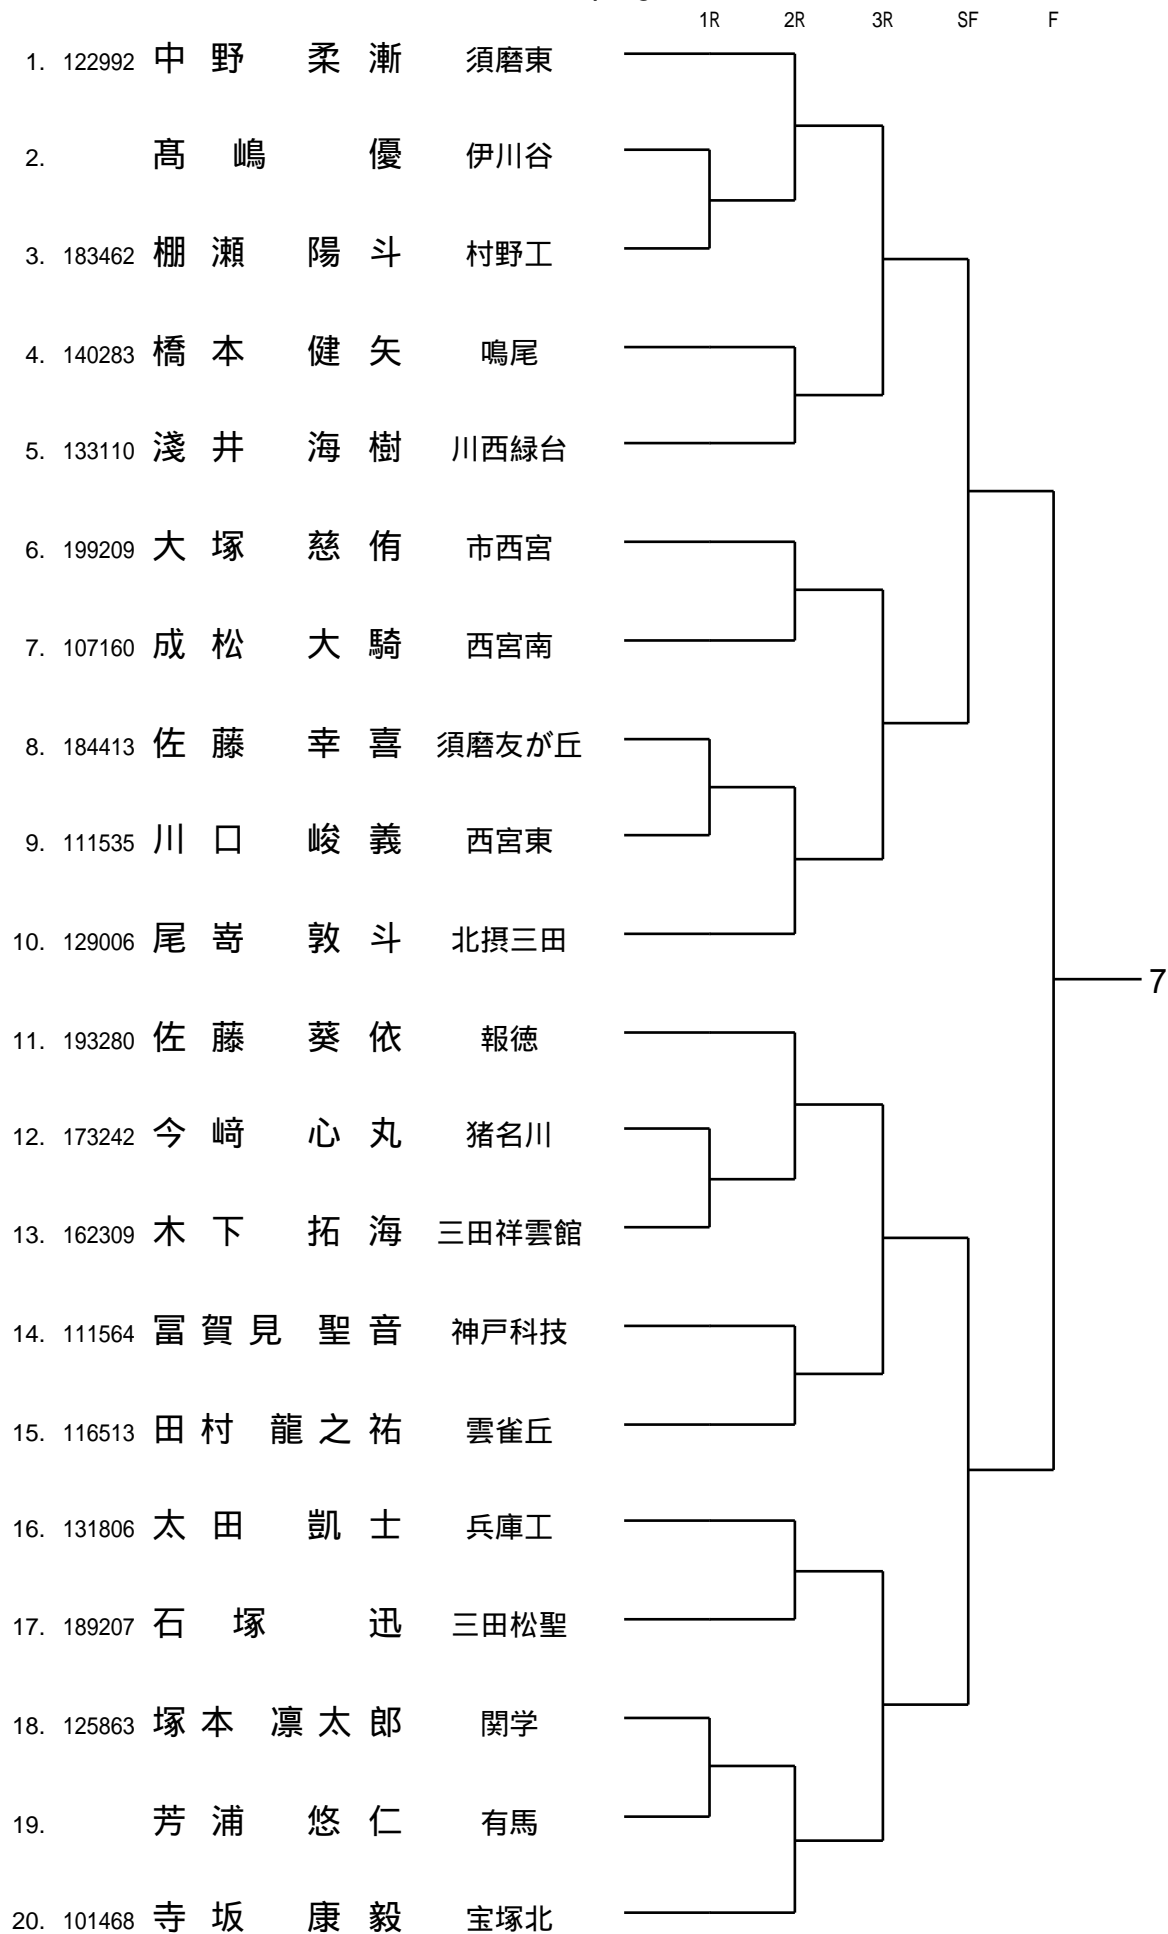 1R 2R 3R SF F
1. 122992 中野 柔漸 須磨東
2. 髙嶋 優 伊川谷
3. 183462 棚瀬 陽斗 村野工
4. 140283 橋本 健矢 鳴尾
5. 133110 淺井 海樹 川西緑台
6. 199209 大塚 慈侑 市西宮
7. 107160 成松 大騎 西宮南
8. 184413 佐藤 幸喜 須磨友が丘
9. 111535 川口 峻義 西宮東
10. 129006 尾嵜 敦斗 北摂三田
7
11. 193280 佐藤 葵依 報徳
12. 173242 今﨑 心丸 猪名川
13. 162309 木下 拓海 三田祥雲館
14. 111564 冨賀見 聖音 神戸科技
15. 116513 田村 龍之祐 雲雀丘
16. 131806 太田 凱士 兵庫工
17. 189207 石塚 迅 三田松聖
18. 125863 塚本 凛太郎 関学
19. 芳浦 悠仁 有馬
20. 101468 寺坂 康毅 宝塚北